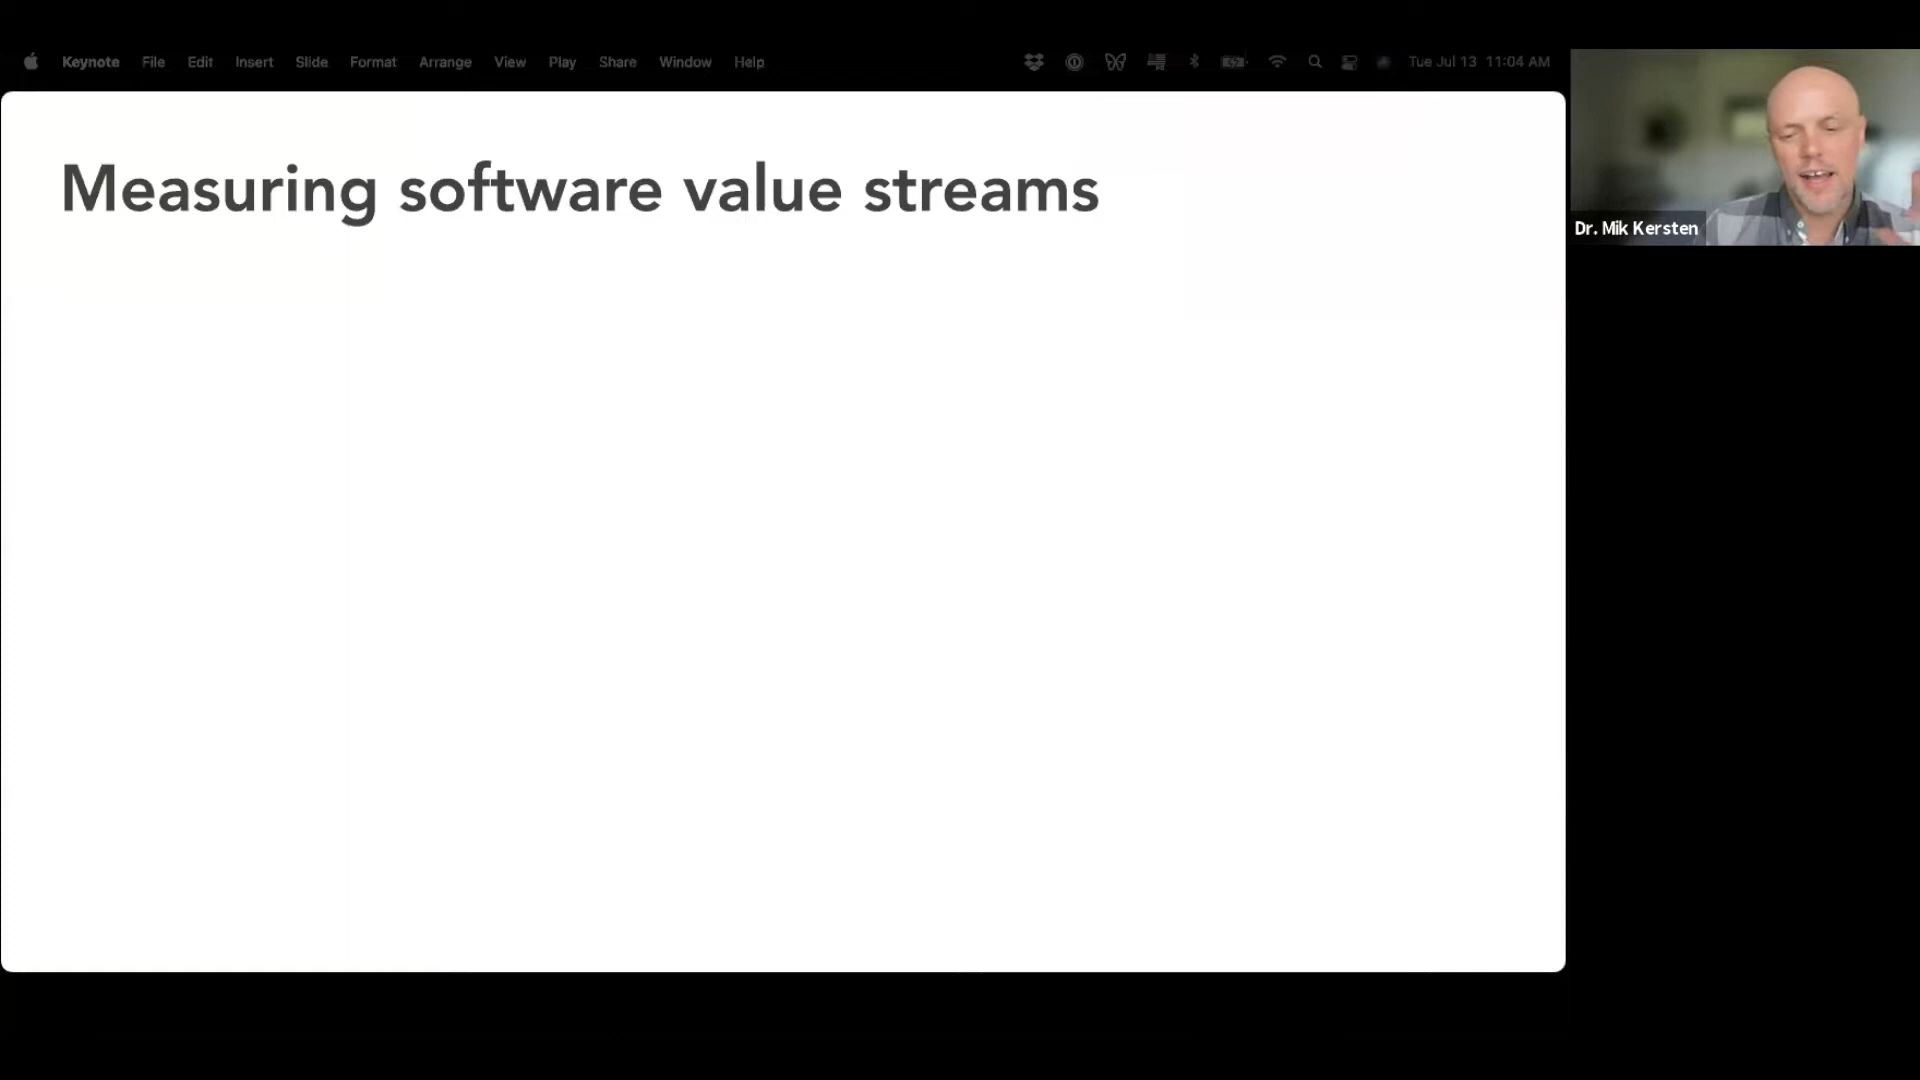 Keynote File Edit Insert Slide Format Arrange View Play Share Window Help Tue Jul 13 11:04 AM
Measuring software value streams
Dr. Mik Kersten